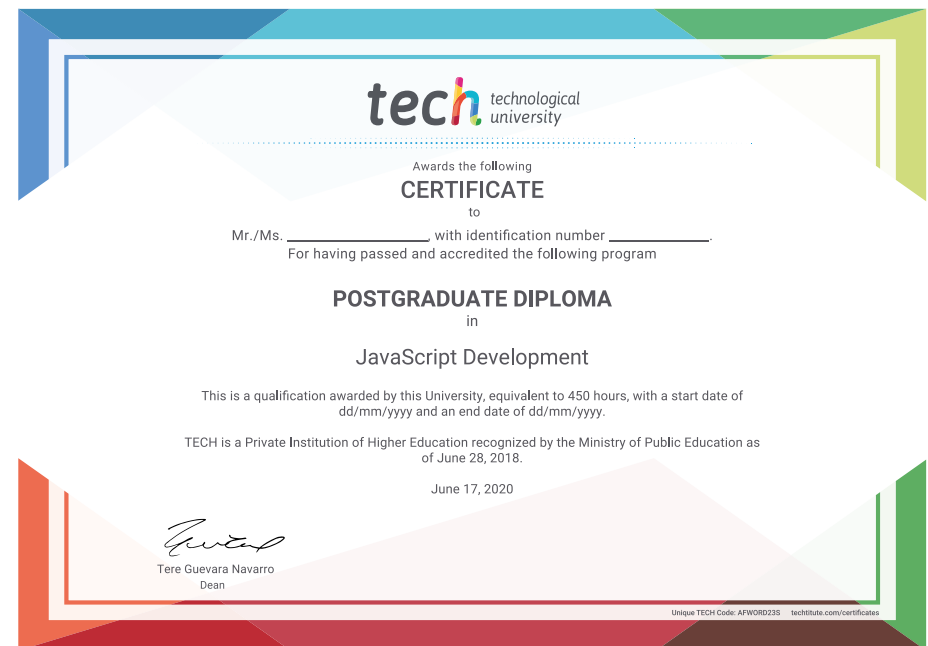 tech technological
university
Awards the following
CERTIFICATE
to
Mr./Ms. ____________________, with identification number ______________.
For having passed and accredited the following program
POSTGRADUATE DIPLOMA
in
JavaScript Development
This is a qualification awarded by this University, equivalent to 450 hours, with a start date of
dd/mm/yyyy and an end date of dd/mm/yyyy.
TECH is a Private Institution of Higher Education recognized by the Ministry of Public Education as
of June 28, 2018.
June 17, 2020
Tere Guevara Navarro
Dean
Unique TECH Code: AFWORD23S techtitute.com/certificates